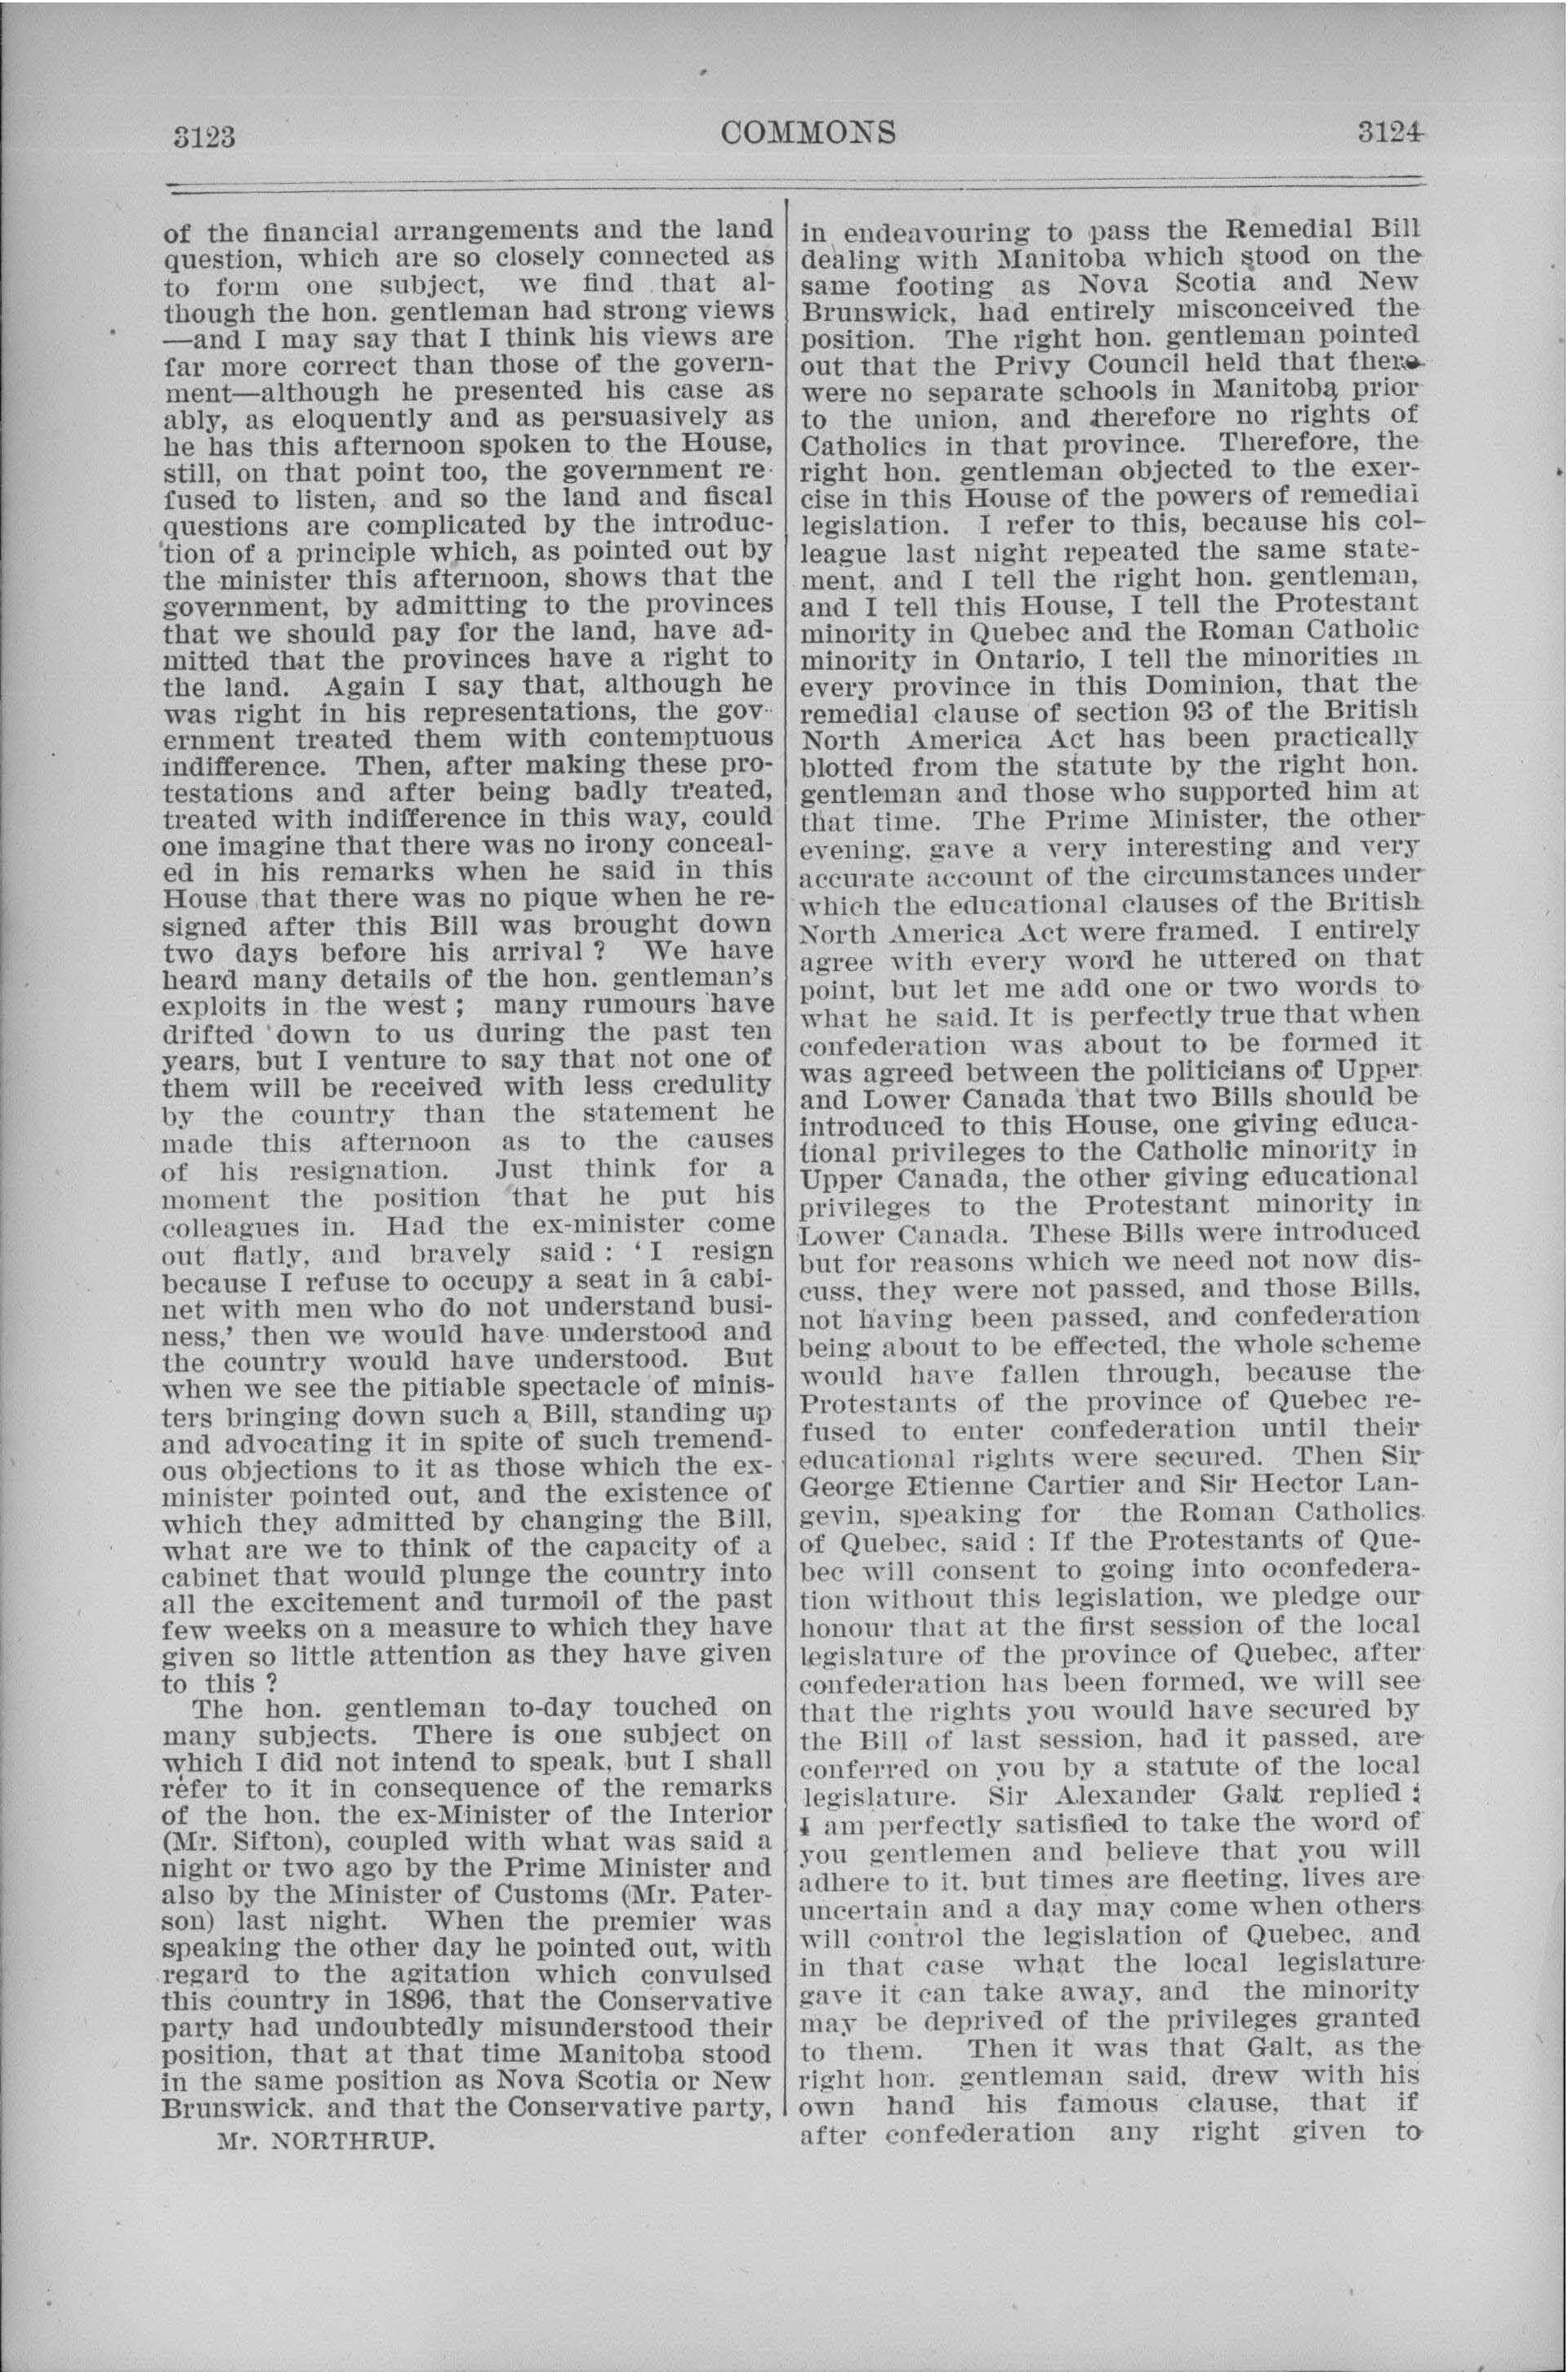 3123
COMMONS
3124
of the financial arrangements and the land
question, which are so closely connected as
to form one subject, we find that al-
though the hon. gentleman had strong views
—and I may say that I think his views are
far more correct than those of the govern-
ment—although he presented his case as
ably, as eloquently and as persuasively as
he has this afternoon spoken to the House,
still, on that point too, the government re-
fused to listen, and so the land and fiscal
questions are complicated by the introduc-
tion of a principle which, as pointed out by
the minister this afternoon, shows that the
government, by admitting to the provinces
that we should pay for the land, have ad-
mitted that the provinces have a right to
the land. Again I say that, although he
was right in his representations, the gov-
ernment treated them with contemptuous
indifference. Then, after making these pro-
testations and after being badly treated,
treated with indifference in this way, could
one imagine that there was no irony conceal-
ed in his remarks when he said in this
House that there was no pique when he re-
signed after this Bill was brought down
two days before his arrival ? We have
heard many details of the hon. gentleman's
exploits in the west ; many rumours have
drifted down to us during the past ten
years, but I venture to say that not one of
them will be received with less credulity
by the country than the statement he
made this afternoon as to the causes
of his resignation. Just think for a
moment the position that he put his
colleagues in. Had the ex-minister come
out flatly, and bravely said : 'I resign
because I refuse to occupy a seat in a cabi-
net with men who do not understand busi-
ness,' then we would have understood and
the country would have understood. But
when we see the pitiable spectacle of minis-
ters bringing down such a Bill, standing up
and advocating it in spite of such tremend-
ous objections to it as those which the ex-
minister pointed out, and the existence of
which they admitted by changing the Bill,
what are we to think of the capacity of a
cabinet that would plunge the country into
all the excitement and turmoil of the past
few weeks on a measure to which they have
given so little attention as they have given
to this ?
The hon. gentleman to-day touched on
many subjects. There is one subject on
which I did not intend to speak, but I shall
refer to it in consequence of the remarks
of the hon. the ex-Minister of the Interior
(Mr. Sifton), coupled with what was said a
night or two ago by the Prime Minister and
also by the Minister of Customs (Mr. Pater-
son) last night. When the premier was
speaking the other day he pointed out, with
regard to the agitation which convulsed
this country in 1896, that the Conservative
party had undoubtedly misunderstood their
position, that at that time Manitoba stood
in the same position as Nova Scotia or New
Brunswick, and that the Conservative party,
Mr. NORTHRUP.
in endeavouring to pass the Remedial Bill
dealing with Manitoba which stood on the
same footing as Nova Scotia and New
Brunswick, had entirely misconceived the
position. The right hon. gentleman pointed
out that the Privy Council held that there
were no separate schools in Manitoba prior
to the union, and therefore no rights of
Catholics in that province. Therefore, the
right hon. gentleman objected to the exer-
cise in this House of the powers of remedial
legislation. I refer to this, because his col-
league last night repeated the same state-
ment, and I tell the right hon. gentleman,
and I tell this House, I tell the Protestant
minority in Quebec and the Roman Catholic
minority in Ontario, I tell the minorities in
every province in this Dominion, that the
remedial clause of section 93 of the British
North America Act has been practically
blotted from the statute by the right hon.
gentleman and those who supported him at
that time. The Prime Minister, the other
evening, gave a very interesting and very
accurate account of the circumstances under
which the educational clauses of the British
North America Act were framed. I entirely
agree with every word he uttered on that
point, but let me add one or two words to
what he said. It is perfectly true that when
confederation was about to be formed it
was agreed between the politicians of Upper
and Lower Canada that two Bills should be
introduced to this House, one giving educa-
tional privileges to the Catholic minority in
Upper Canada, the other giving educational
privileges to the Protestant minority in
Lower Canada. These Bills were introduced
but for reasons which we need not now dis-
cuss, they were not passed, and those Bills,
not having been passed, and confederation
being about to be effected, the whole scheme
would have fallen through, because the
Protestants of the province of Quebec re-
fused to enter confederation until their
educational rights were secured. Then Sir
George Etienne Cartier and Sir Hector Lan-
gevin, speaking for the Roman Catholics
of Quebec, said : If the Protestants of Que-
bec will consent to going into oconfedera-
tion without this legislation, we pledge our
honour that at the first session of the local
legislature of the province of Quebec, after
confederation has been formed, we will see
that the rights you would have secured by
the Bill of last session, had it passed, are
conferred on you by a statute of the local
legislature. Sir Alexander Galt replied :
I am perfectly satisfied to take the word of
you gentlemen and believe that you will
adhere to it, but times are fleeting, lives are
uncertain and a day may come when others
will control the legislation of Quebec, and
in that case what the local legislature
gave it can take away, and the minority
may be deprived of the privileges granted
to them. Then it was that Galt, as the
right hon. gentleman said, drew with his
own hand his famous clause, that if
after confederation any right given to